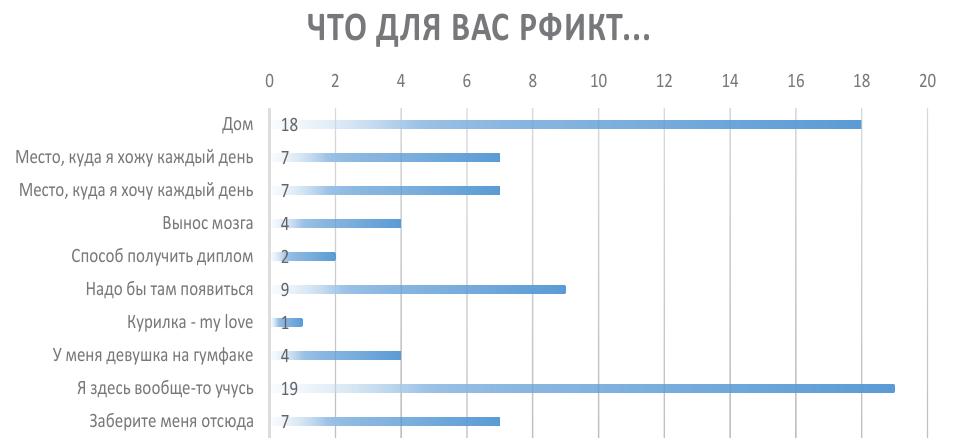 ЧТО ДЛЯ ВАС РФИКТ...
0 2 4 6 8 10 12 14 16 18 20
Дом 18
Место, куда я хожу каждый день 7
Место, куда я хочу каждый день 7
Вынос мозга 4
Способ получить диплом 2
Надо бы там появиться 9
Курилка - my love 1
У меня девушка на гумфаке 4
Я здесь вообще-то учусь 19
Заберите меня отсюда 7